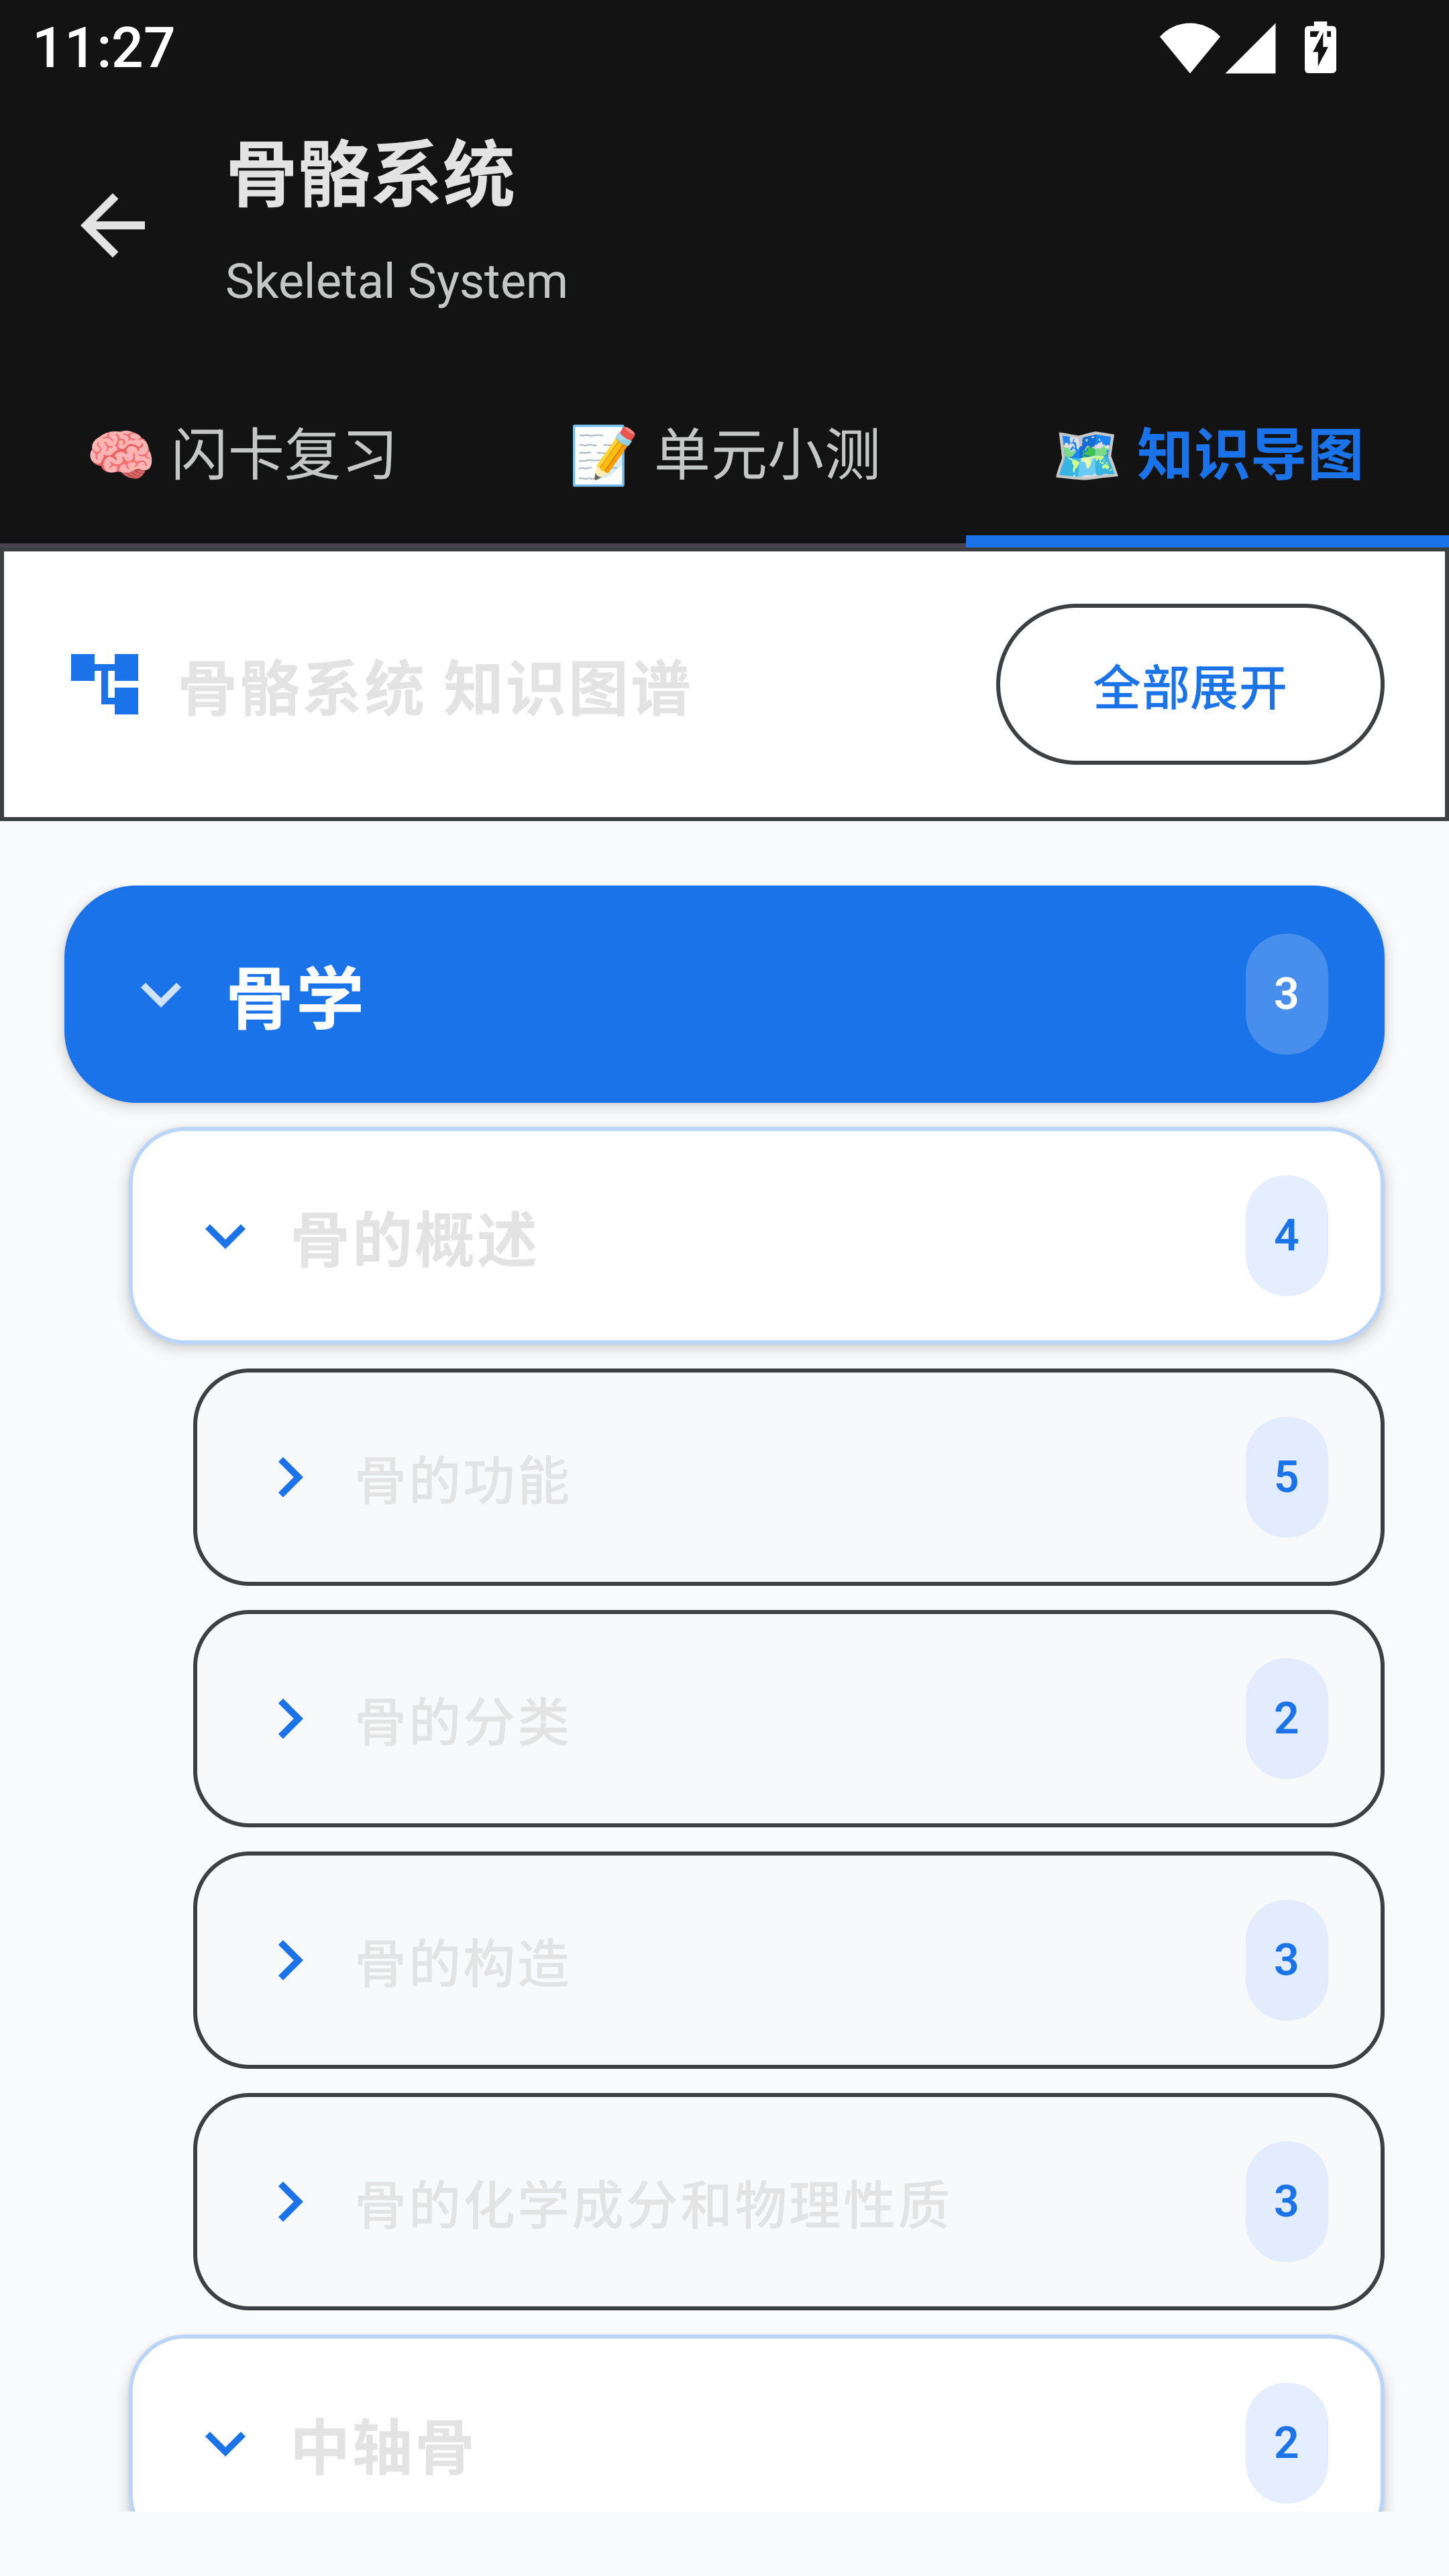 11:27
骨骼系统
Skeletal System
🧠 闪卡复习
📝 单元小测
🗺️ 知识导图
骨骼系统 知识图谱
全部展开
骨学
3
骨的概述
4
骨的功能
5
骨的分类
2
骨的构造
3
骨的化学成分和物理性质
3
中轴骨
2